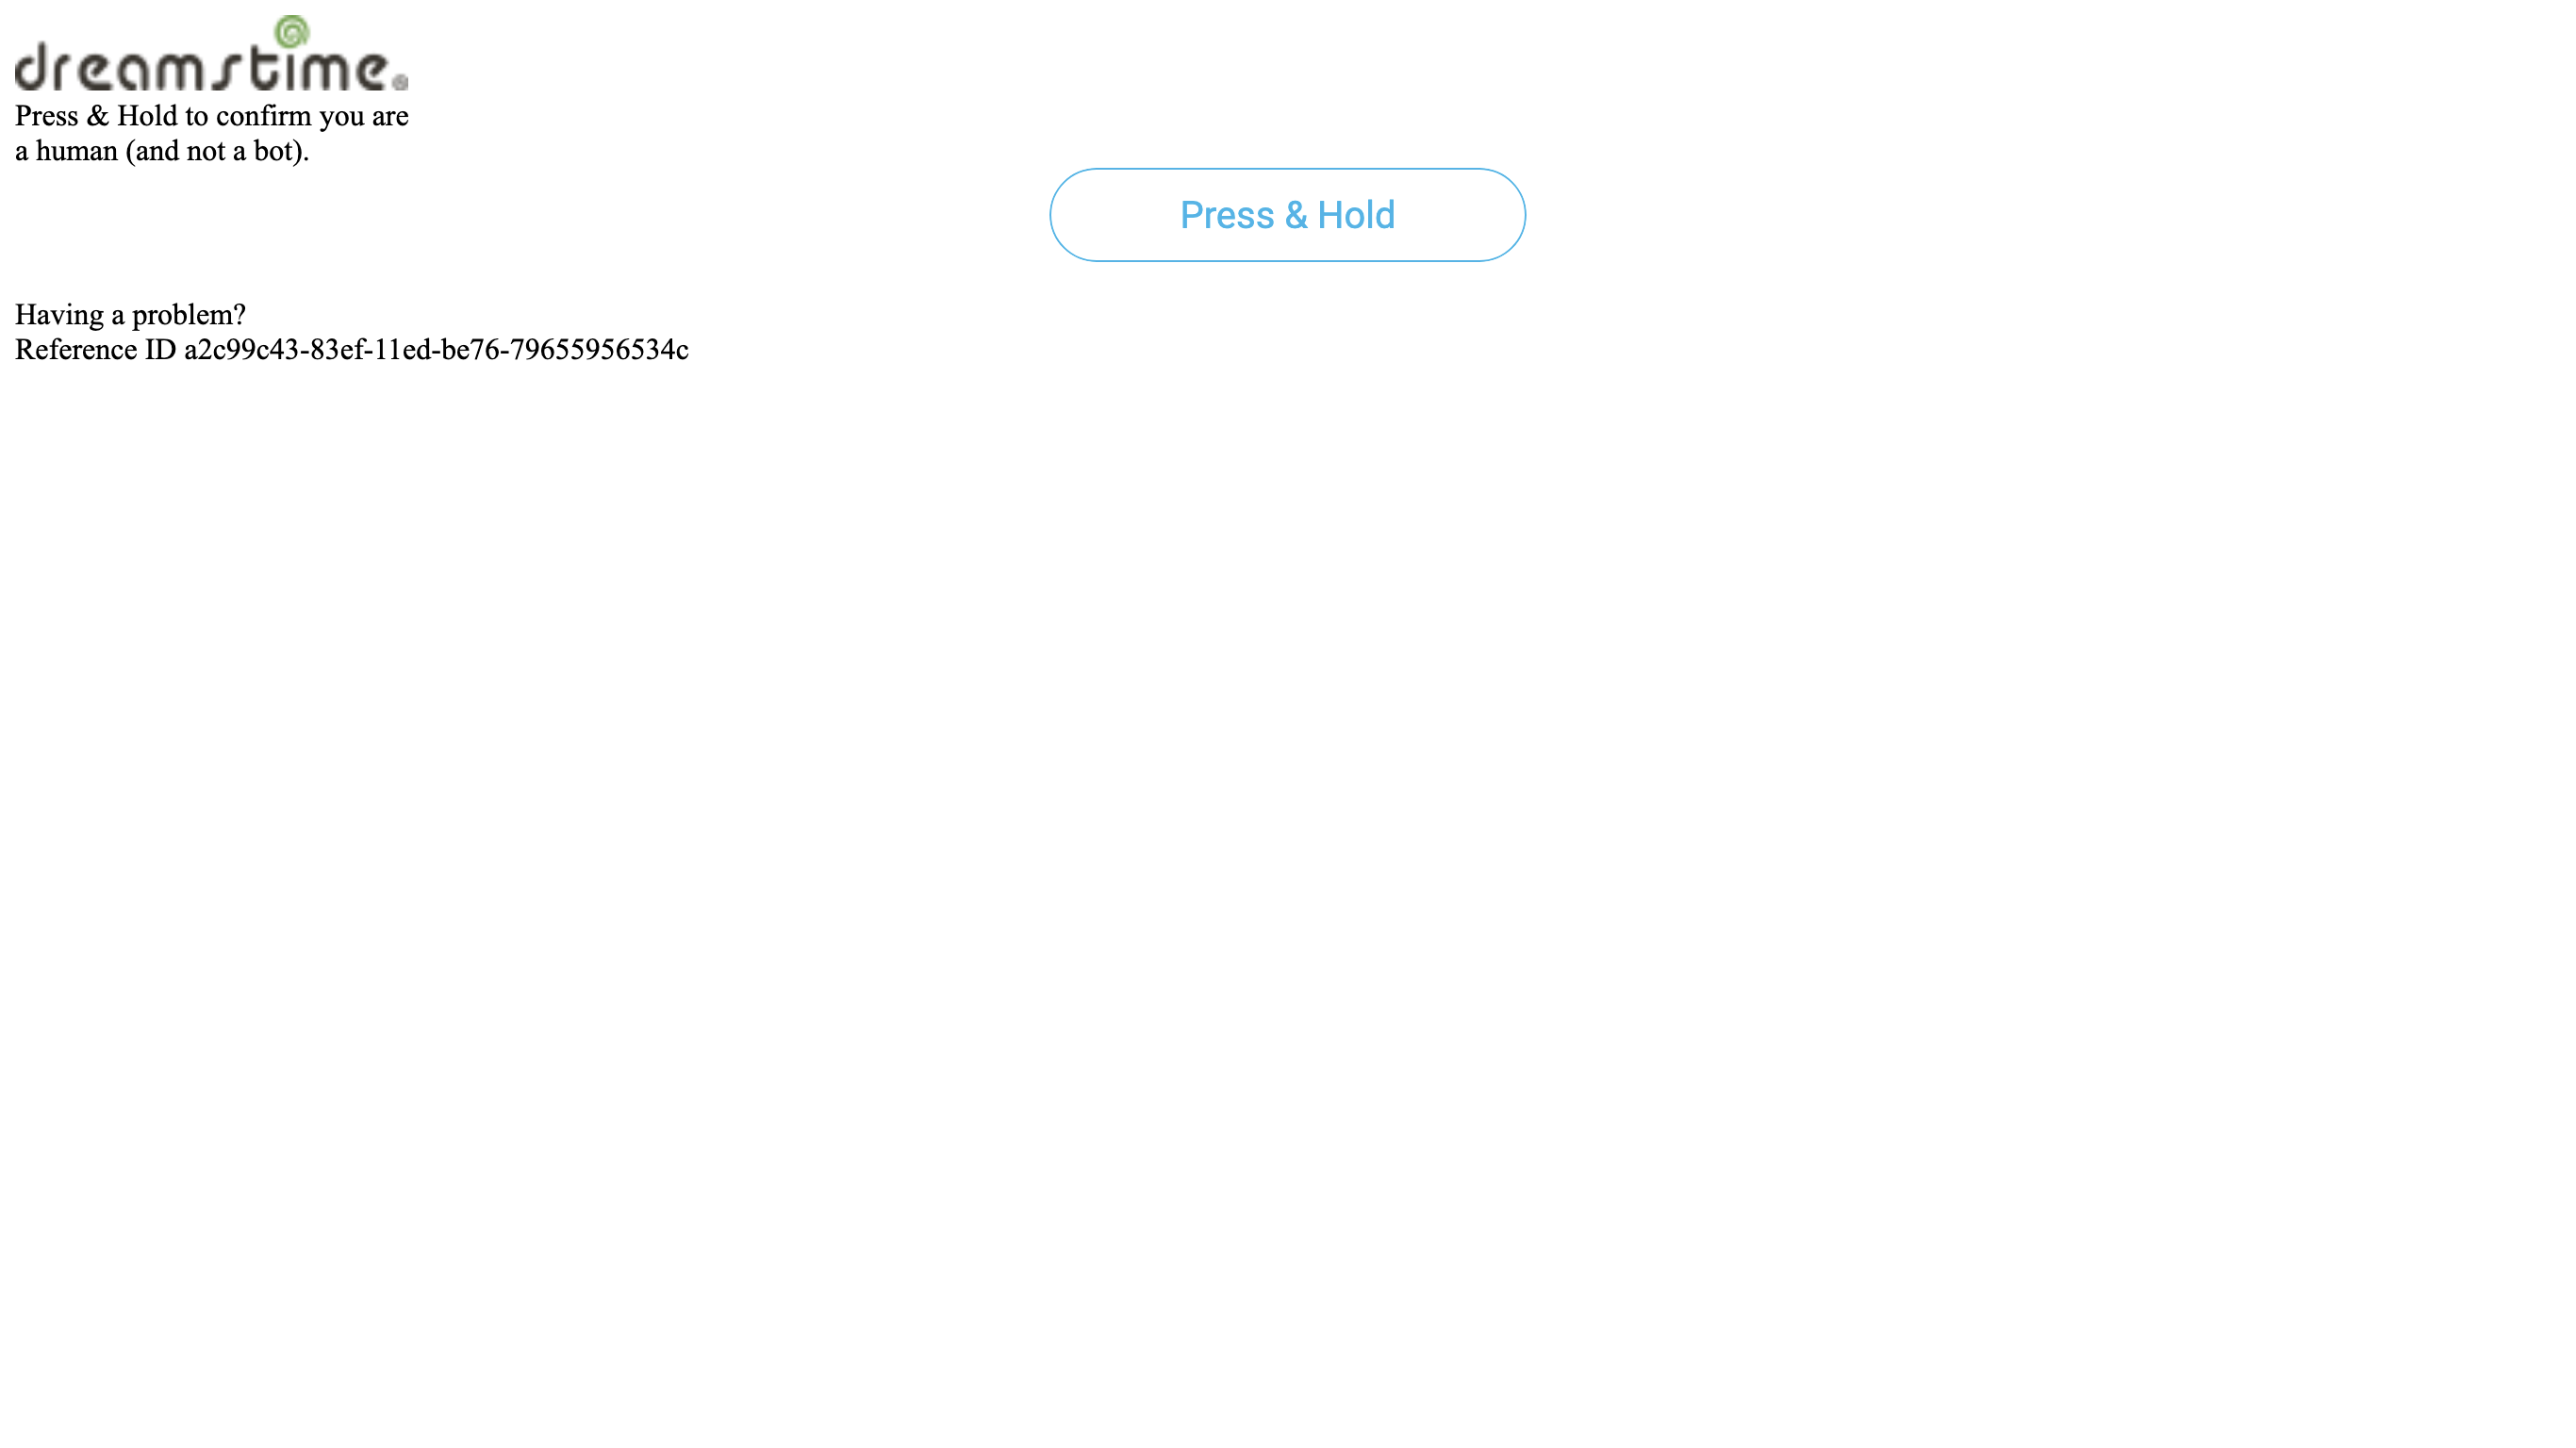 dreamstime®
Press & Hold to confirm you are
a human (and not a bot).
Press & Hold
Having a problem?
Reference ID a2c99c43-83ef-11ed-be76-79655956534c